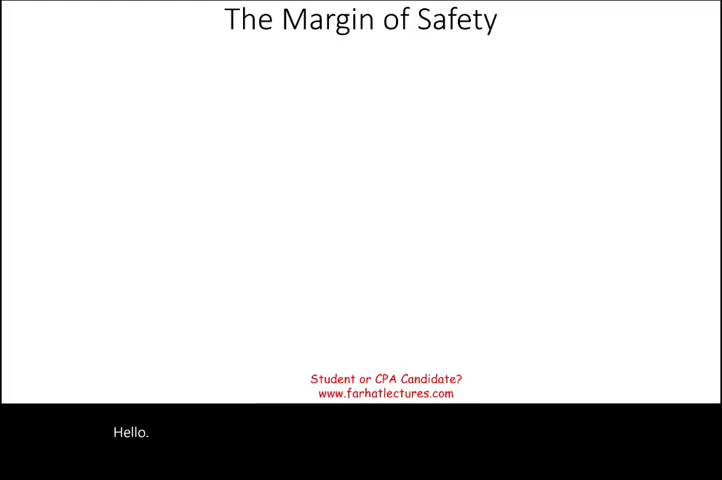 The Margin of Safety
Student or CPA Candidate?
www.farhatlectures.com
Hello.